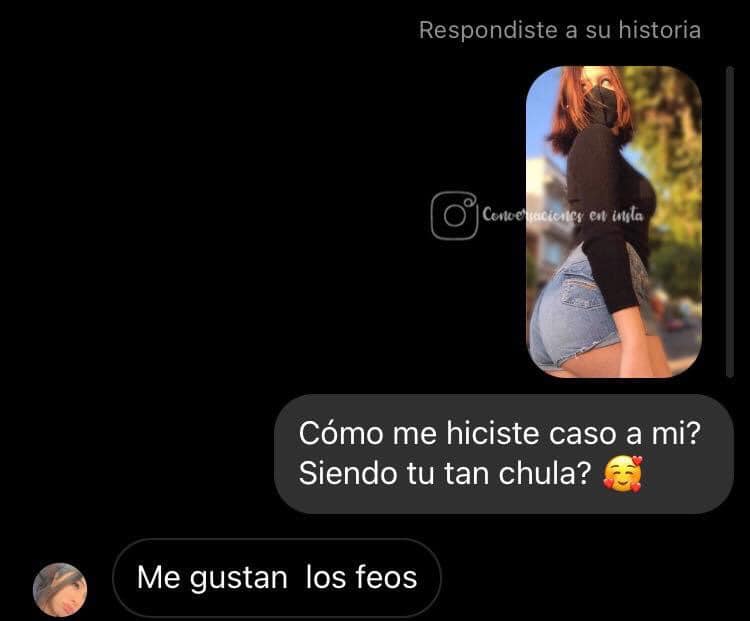 Respondiste a su historia
Conversaciones en insta
Cómo me hiciste caso a mi?
Siendo tu tan chula? 🥰
Me gustan  los feos